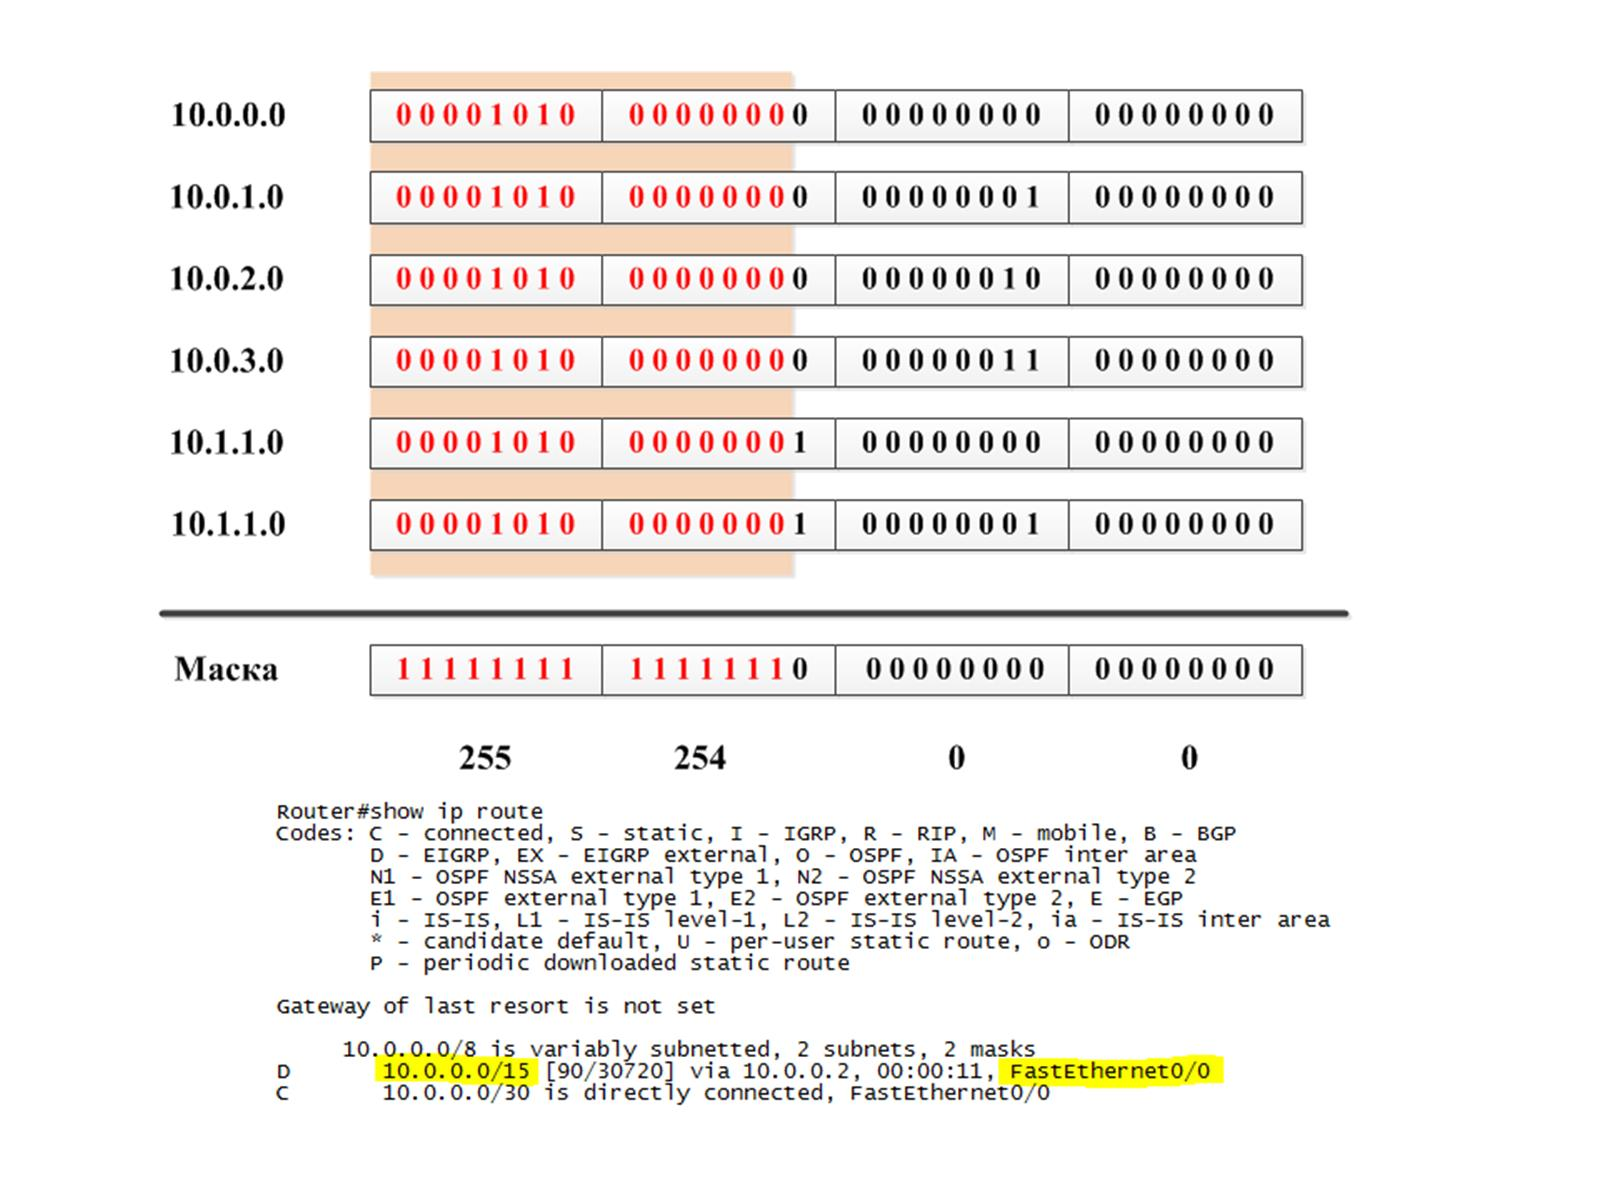 10.0.0.0 00001010 00000000 00000000 00000000
10.0.1.0 00001010 00000000 00000001 00000000
10.0.2.0 00001010 00000000 00000010 00000000
10.0.3.0 00001010 00000000 00000011 00000000
10.1.1.0 00001010 00000001 00000000 00000000
10.1.1.0 00001010 00000001 00000001 00000000
Маска 11111111 11111110 00000000 00000000
255 254 0 0
Router#show ip route
Codes: C - connected, S - static, I - IGRP, R - RIP, M - mobile, B - BGP
D - EIGRP, EX - EIGRP external, O - OSPF, IA - OSPF inter area
N1 - OSPF NSSA external type 1, N2 - OSPF NSSA external type 2
E1 - OSPF external type 1, E2 - OSPF external type 2, E - EGP
i - IS-IS, L1 - IS-IS level-1, L2 - IS-IS level-2, ia - IS-IS inter area
* - candidate default, U - per-user static route, o - ODR
P - periodic downloaded static route
Gateway of last resort is not set
10.0.0.0/8 is variably subnetted, 2 subnets, 2 masks
D 10.0.0.0/15 [90/30720] via 10.0.0.2, 00:00:11, FastEthernet0/0
C 10.0.0.0/30 is directly connected, FastEthernet0/0